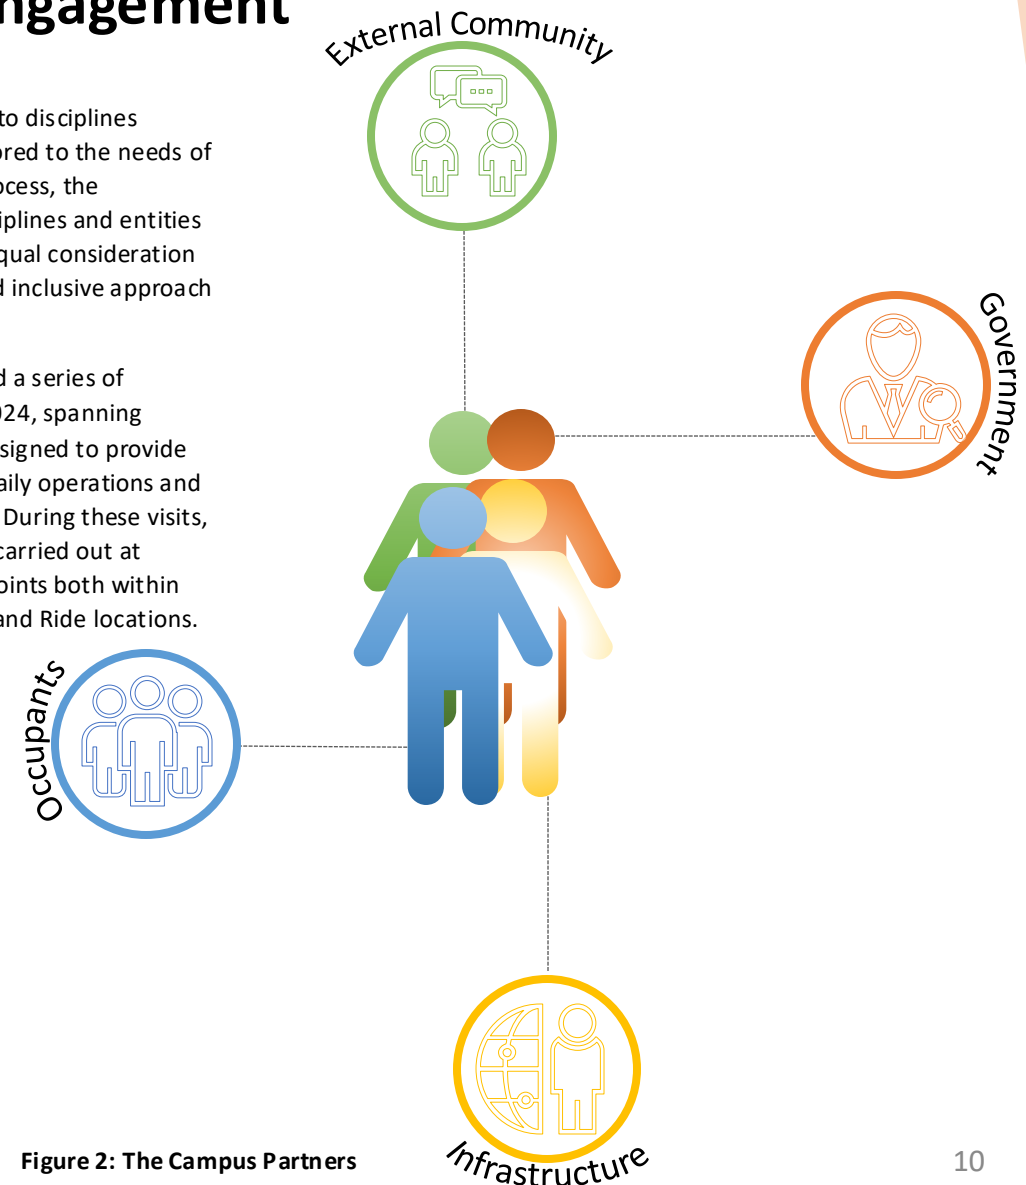 ngagement
External Community
to disciplines
ored to the needs of
ocess, the
iplines and entities
qual consideration
d inclusive approach
Government
d a series of
024, spanning
signed to provide
aily operations and
During these visits,
carried out at
oints both within
and Ride locations.
Occupants
Infrastructure
Figure 2: The Campus Partners
10